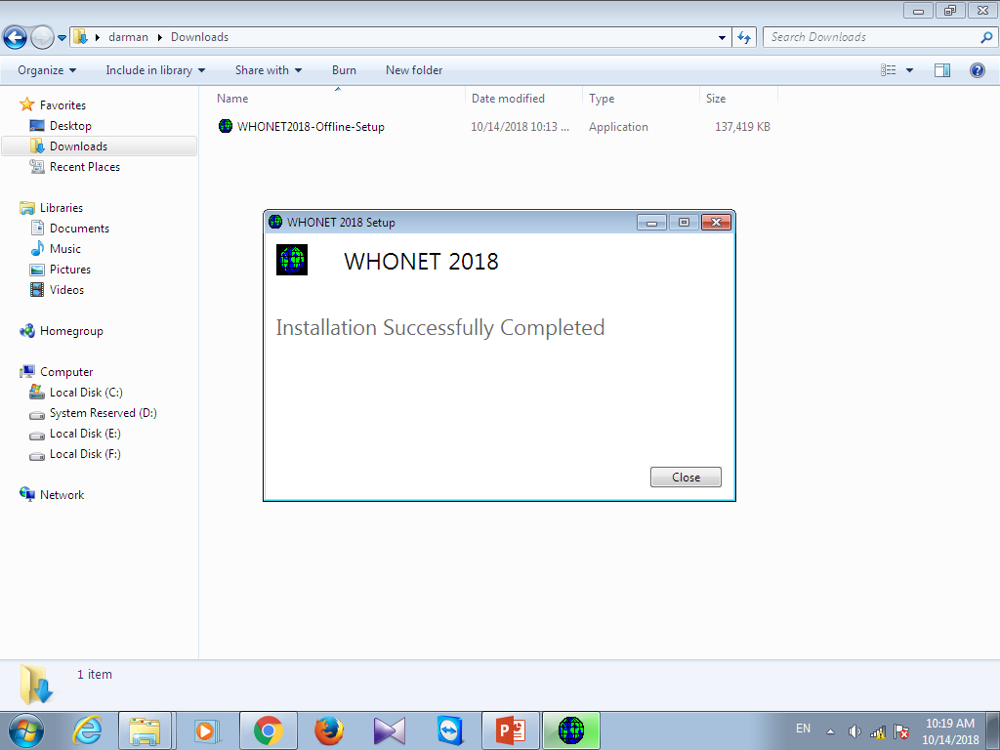 darman
Downloads
Search Downloads
Organize
Include in library
Share with
Burn
New folder
Name
Date modified
Type
Size
WHONET2018-Offline-Setup
10/14/2018 10:13 ...
Application
137,419 KB
Favorites
Desktop
Downloads
Recent Places
Libraries
Documents
Music
Pictures
Videos
Homegroup
Computer
Local Disk (C:)
System Reserved (D:)
Local Disk (E:)
Local Disk (F:)
Network
WHONET 2018 Setup
WHONET 2018
Installation Successfully Completed
Close
1 item
EN
10:19 AM
10/14/2018